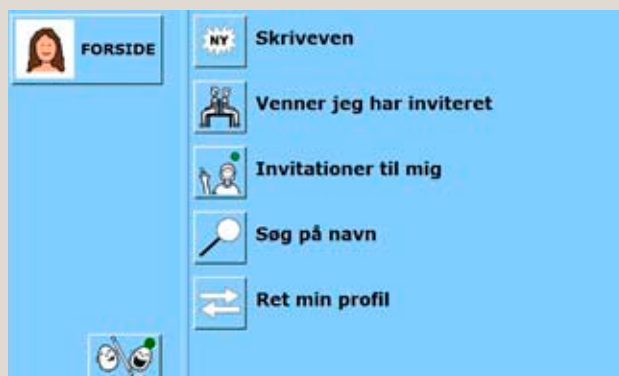 FORSIDE
NY
Skriveven
Venner jeg har inviteret
Invitationer til mig
Søg på navn
Ret min profil